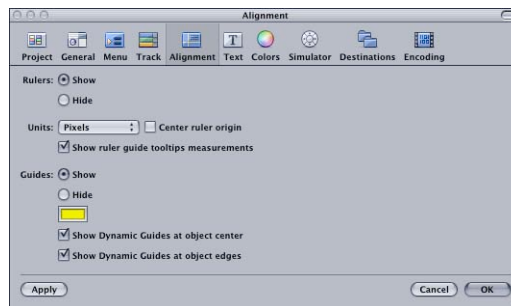 Alignment
Project General Menu Track Alignment Text Colors Simulator Destinations Encoding
Rulers: Show
Hide
Units: Pixels Center ruler origin
Show ruler guide tooltips measurements
Guides: Show
Hide
Show Dynamic Guides at object center
Show Dynamic Guides at object edges
Apply Cancel OK